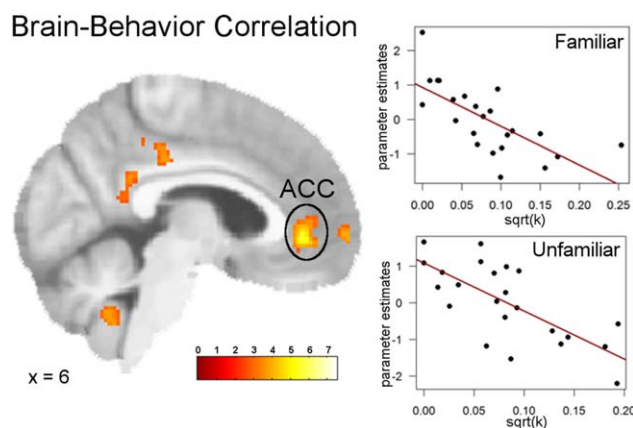 Brain-Behavior Correlation
ACC
0 1 2 3 4 5 6 7
x = 6
Familiar
parameter estimates
2
1
0
-1
0.00 0.05 0.10 0.15 0.20 0.25
sqrt(k)
Unfamiliar
parameter estimates
1
0
-1
-2
0.00 0.05 0.10 0.15 0.20
sqrt(k)